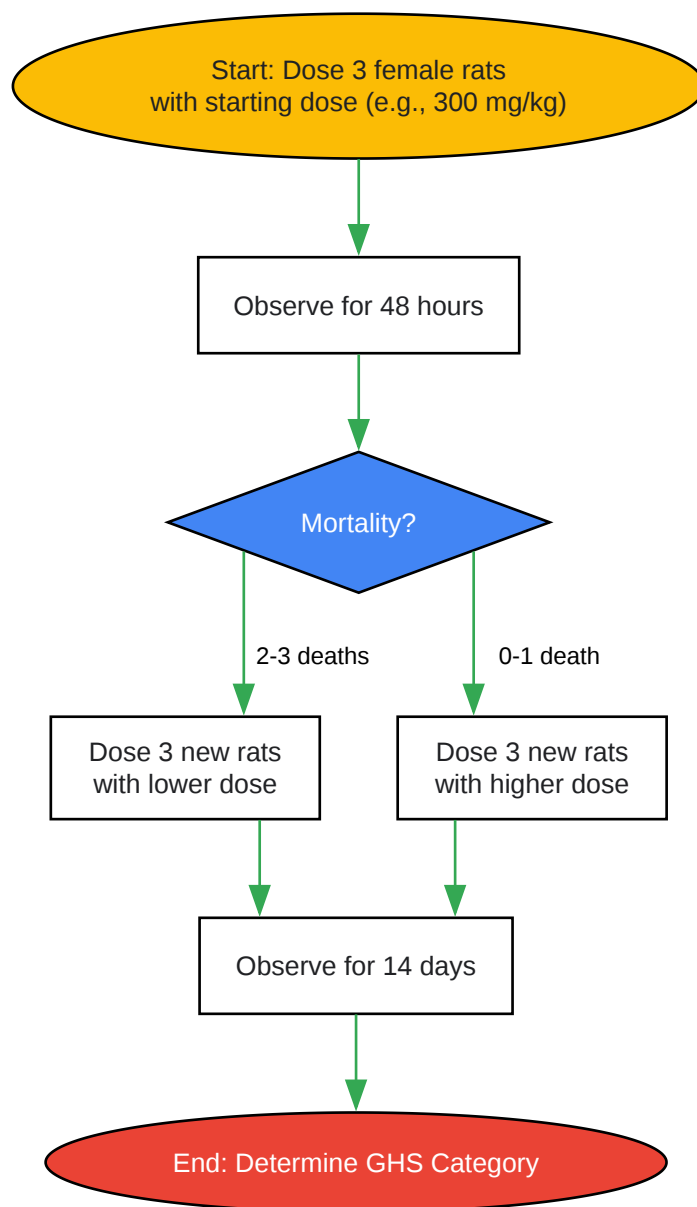 Start: Dose 3 female rats
with starting dose (e.g., 300 mg/kg)
Observe for 48 hours
Mortality?
2-3 deaths
0-1 death
Dose 3 new rats
with lower dose
Dose 3 new rats
with higher dose
Observe for 14 days
End: Determine GHS Category